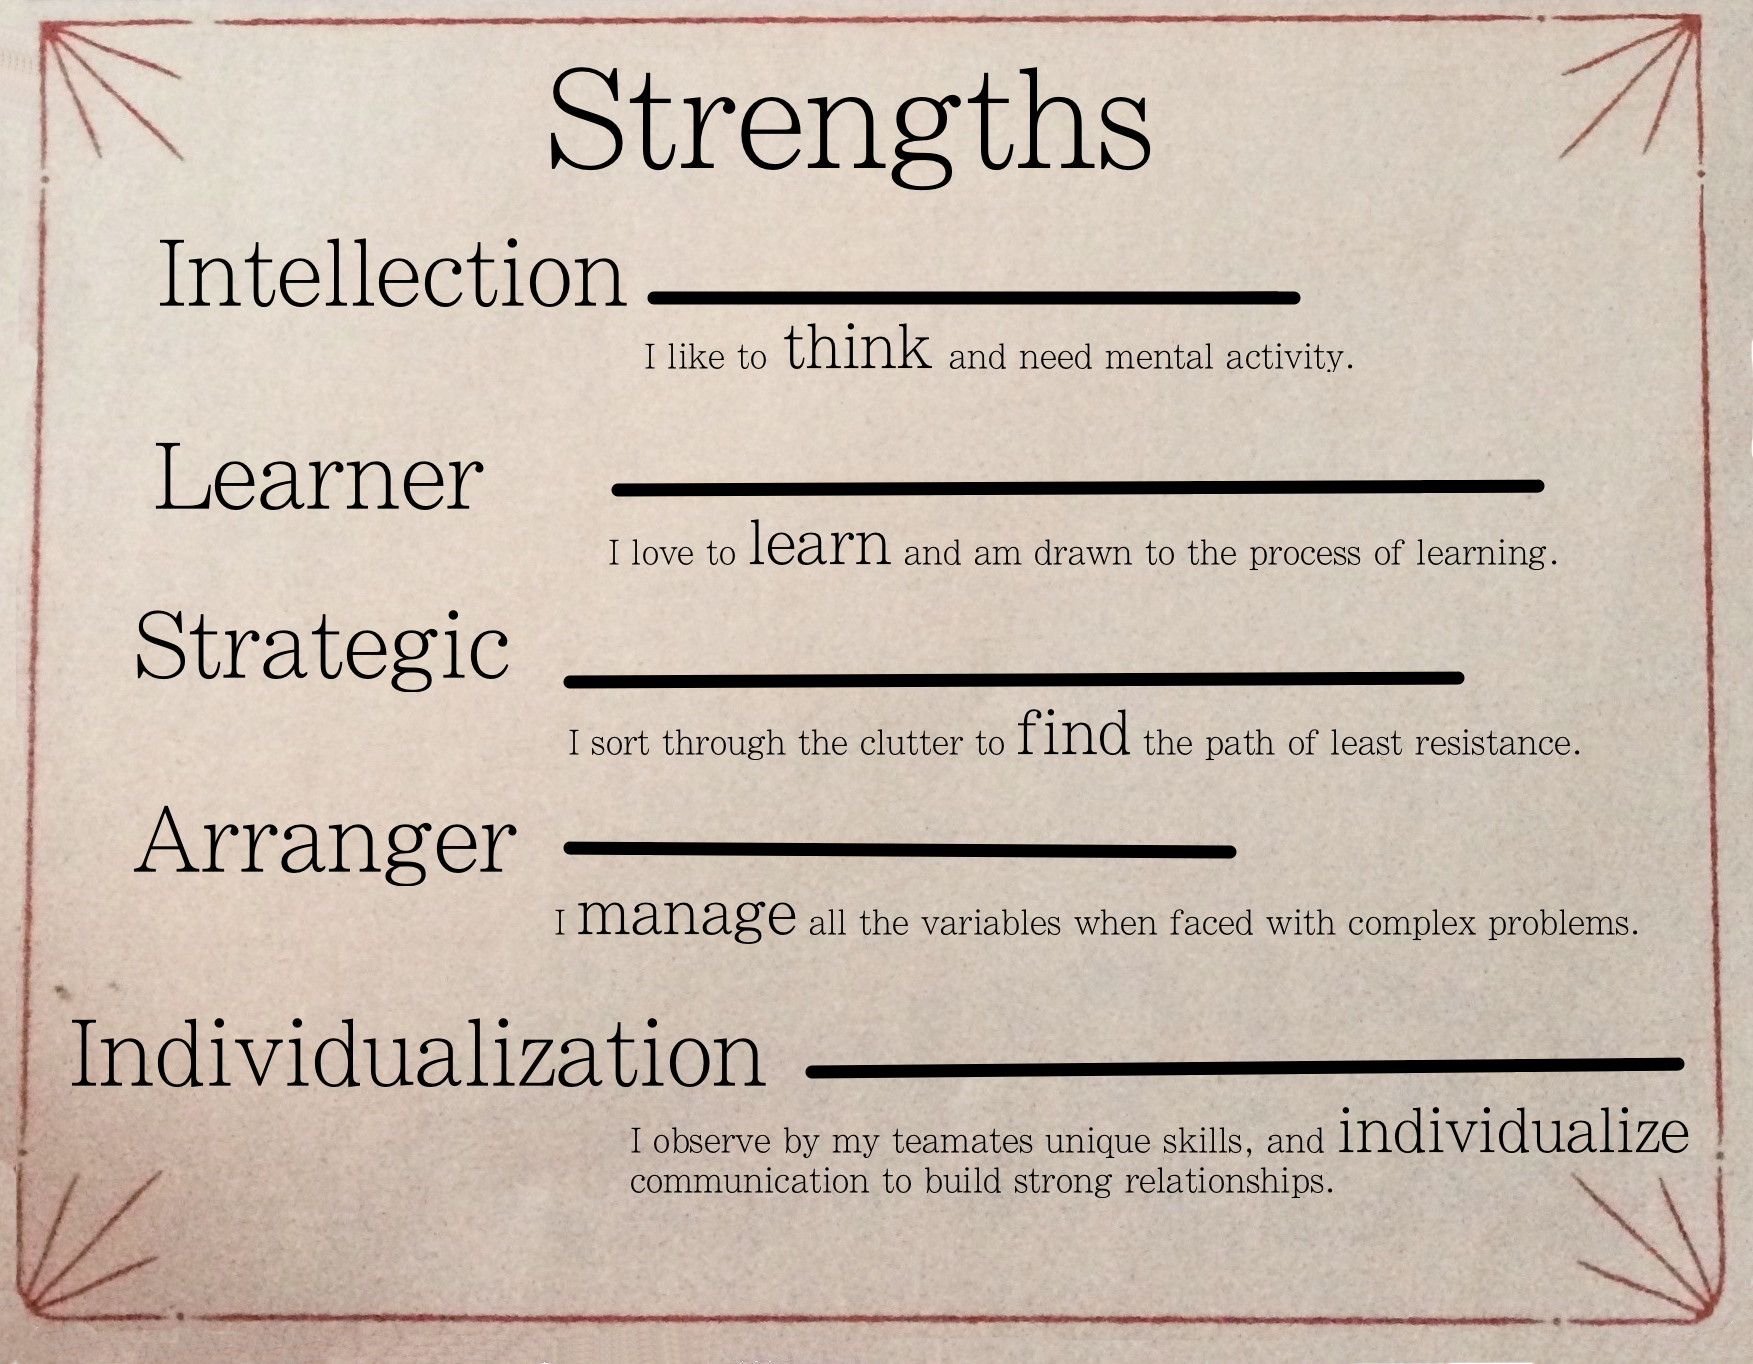 Strengths
Intellection
I like to think and need mental activity.
Learner
I love to learn and am drawn to the process of learning.
Strategic
I sort through the clutter to find the path of least resistance.
Arranger
I manage all the variables when faced with complex problems.
Individualization
I observe by my teamates unique skills, and individualize
communication to build strong relationships.